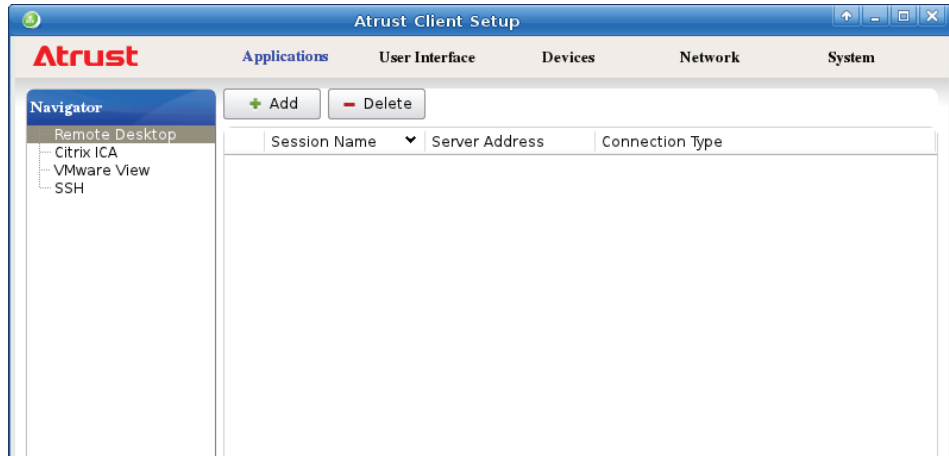 Atrust Client Setup
Atrust Applications User Interface Devices Network System
Navigator
Add Delete
Remote Desktop
Citrix ICA
VMware View
SSH
Session Name Server Address Connection Type